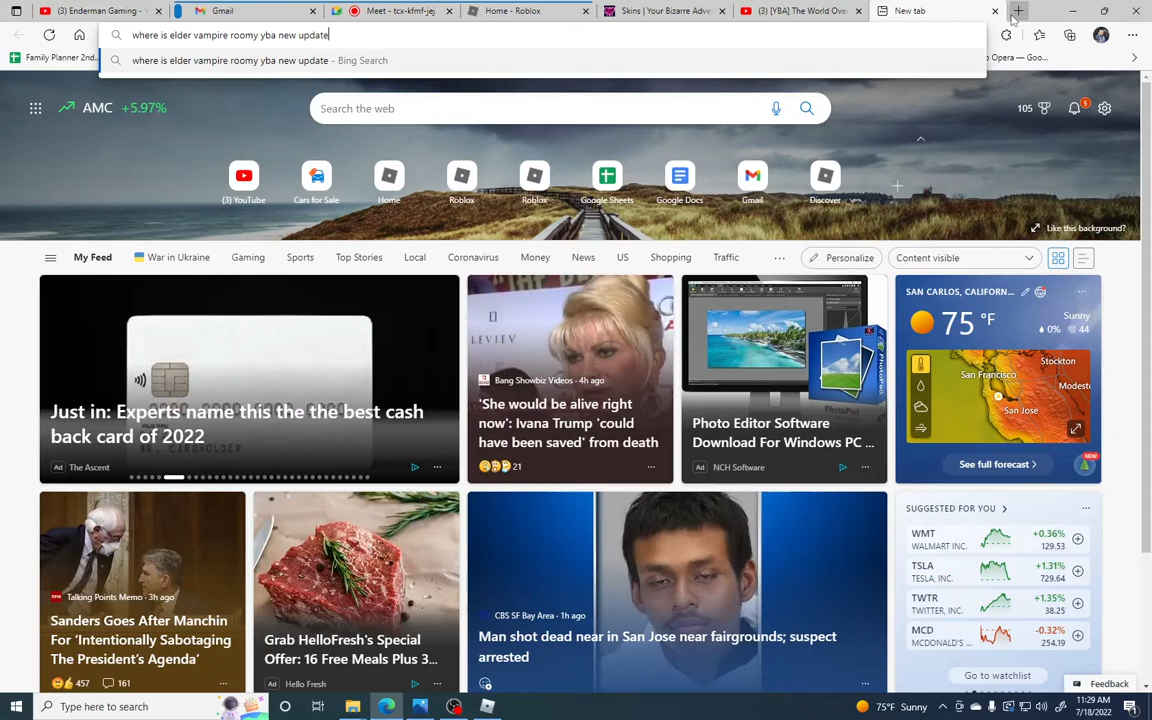 (3) Enderman Gaming -
Gmail
Meet - tcx-kfmf-jej
Home - Roblox
Skins | Your Bizarre Adve
(3) [YBA] The World Over
New tab
where is elder vampire roomy yba new update
where is elder vampire roomy yba new update - Bing Search
Family Planner 2nd...
o Opera — Goo...
AMC +5.97%
Search the web
105
5
(3) YouTube
Cars for Sale
Home
Roblox
Roblox
Google Sheets
Google Docs
Gmail
Discover
Like this background?
My Feed
War in Ukraine
Gaming
Sports
Top Stories
Local
Coronavirus
Money
News
US
Shopping
Traffic
...
Personalize
Content visible
Just in: Experts name this the the best cash
back card of 2022
Ad The Ascent
Bang Showbiz Videos · 4h ago
'She would be alive right
now': Ivana Trump 'could
have been saved' from death
21
Photo Editor Software
Download For Windows PC ...
Ad NCH Software
SAN CARLOS, CALIFORN...
75 °F
Sunny
0%
44
San Francisco
Stockton
Modest
San Jose
See full forecast >
NEW
Talking Points Memo · 3h ago
Sanders Goes After Manchin
For ‘Intentionally Sabotaging
The President’s Agenda’
457 161
Grab HelloFresh's Special
Offer: 16 Free Meals Plus 3...
Ad Hello Fresh
CBS SF Bay Area · 1h ago
Man shot dead near in San Jose near fairgrounds; suspect
arrested
SUGGESTED FOR YOU >
WMT +0.36%
WALMART INC. 129.53
TSLA +1.31%
TESLA, INC. 729.64
TWTR +1.35%
TWITTER, INC. 38.25
MCD -0.32%
MCDONALD'S ... 254.19
Go to watchlist
Feedback
Type here to search
75°F Sunny
11:29 AM
7/18/2022
1